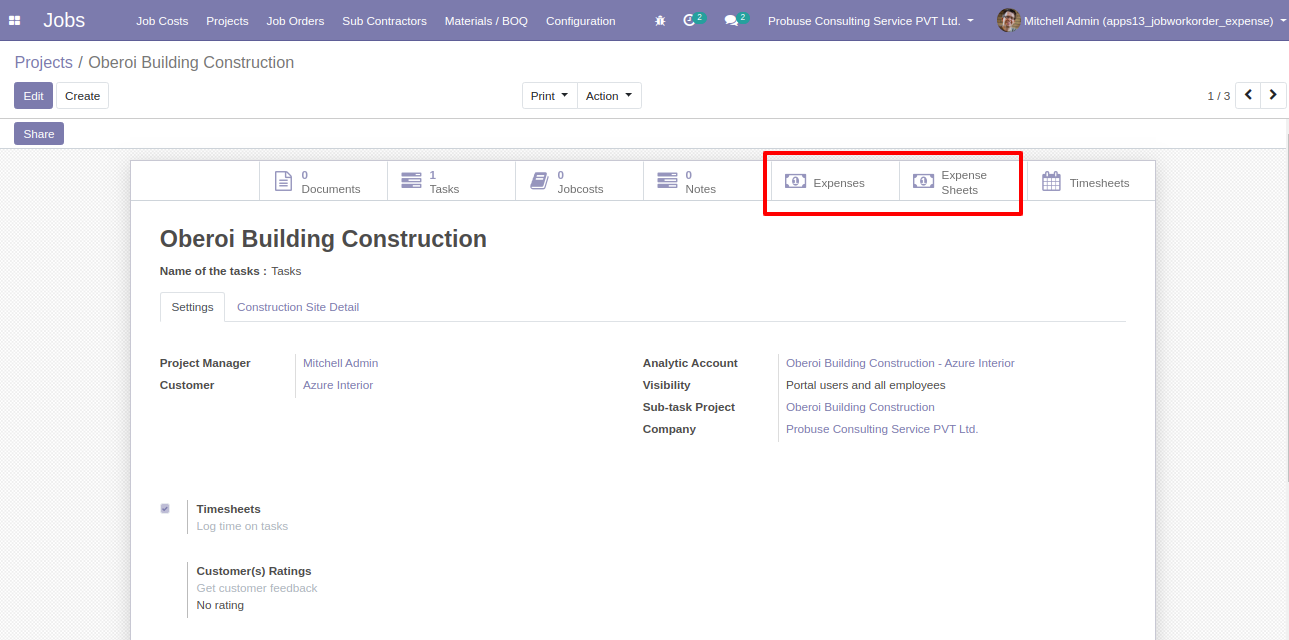 Jobs Job Costs Projects Job Orders Sub Contractors Materials / BOQ Configuration 2 2 Probuse Consulting Service PVT Ltd. Mitchell Admin (apps13_jobworkorder_expense)
Projects / Oberoi Building Construction
Edit Create Print Action 1 / 3
Share
0 Documents
1 Tasks
0 Jobcosts
0 Notes
1 Expenses
1 Expense Sheets
Timesheets
Oberoi Building Construction
Name of the tasks : Tasks
Settings Construction Site Detail
Project Manager Mitchell Admin
Customer Azure Interior
Analytic Account Oberoi Building Construction - Azure Interior
Visibility Portal users and all employees
Sub-task Project Oberoi Building Construction
Company Probuse Consulting Service PVT Ltd.
Timesheets
Log time on tasks
Customer(s) Ratings
Get customer feedback
No rating